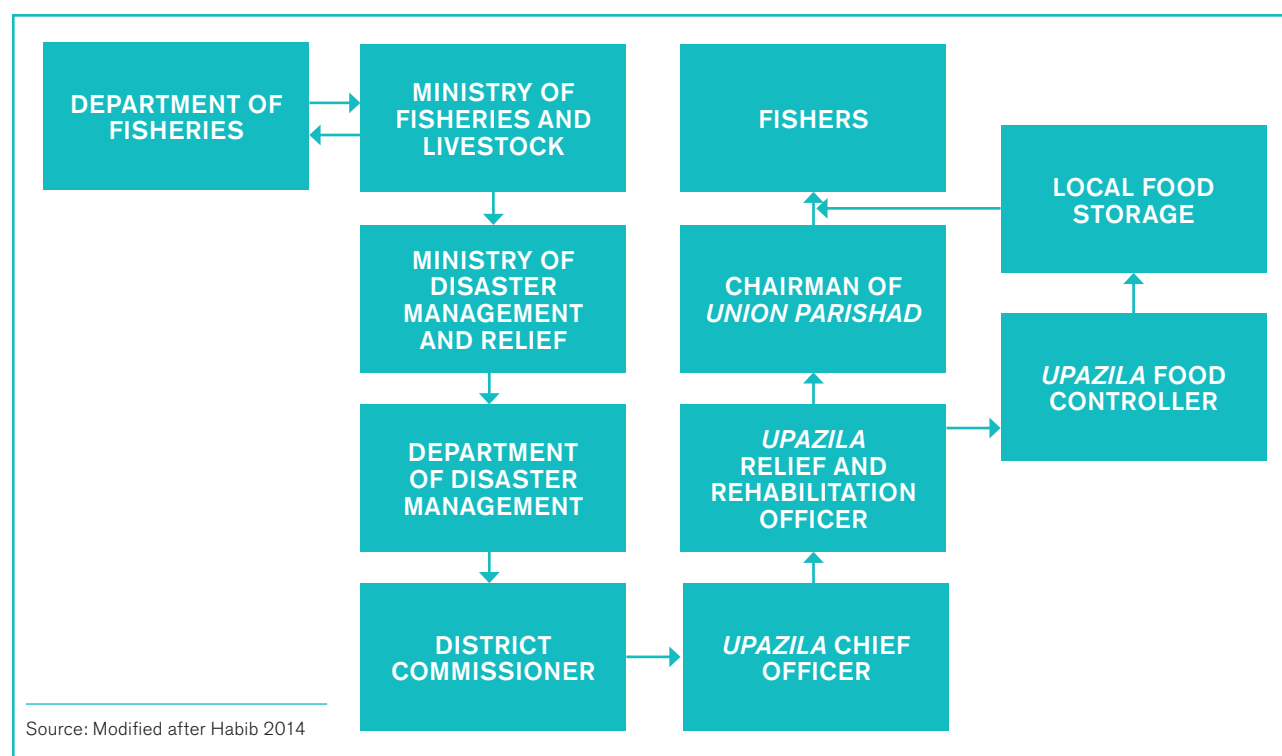 DEPARTMENT OF
FISHERIES
MINISTRY OF
FISHERIES AND
LIVESTOCK
FISHERS
LOCAL FOOD
STORAGE
MINISTRY OF
DISASTER
MANAGEMENT
AND RELIEF
CHAIRMAN OF
UNION PARISHAD
UPAZILA FOOD
CONTROLLER
DEPARTMENT
OF DISASTER
MANAGEMENT
UPAZILA
RELIEF AND
REHABILITATION
OFFICER
DISTRICT
COMMISSIONER
UPAZILA CHIEF
OFFICER
Source: Modified after Habib 2014